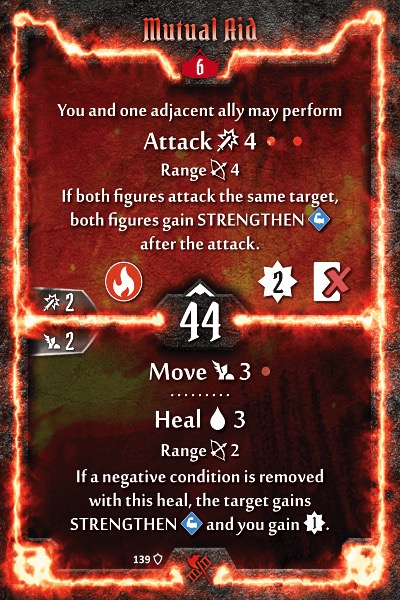 Mutual Aid
6
You and one adjacent ally may perform
Attack 4
Range 4
If both figures attack the same target,
both figures gain STRENGTHEN
after the attack.
2
2
2
44
Move 3
Heal 3
Range 2
If a negative condition is removed
with this heal, the target gains
STRENGTHEN and you gain 1.
139